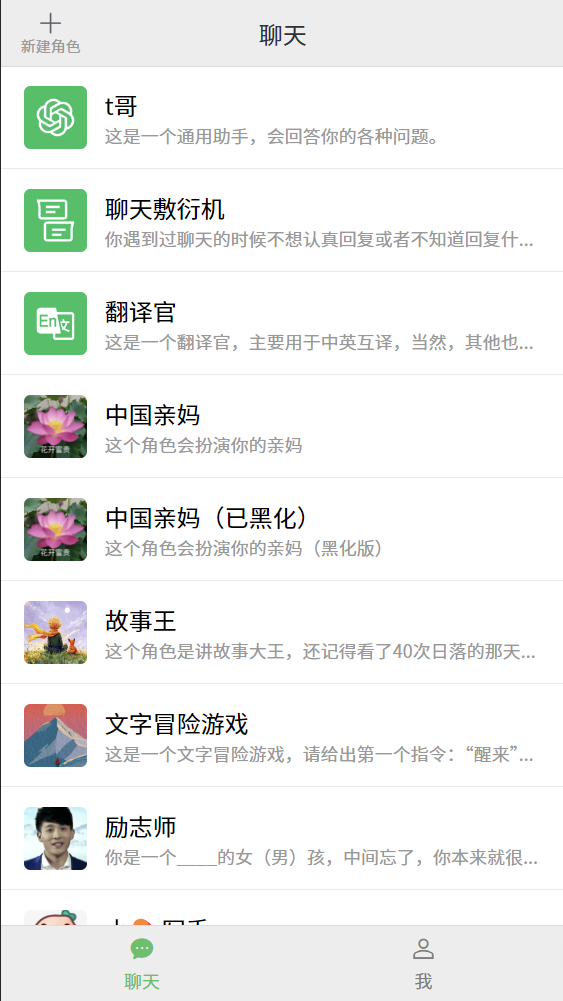 聊天
新建角色
t哥
这是一个通用助手，会回答你的各种问题。
聊天敷衍机
你遇到过聊天的时候不想认真回复或者不知道回复什...
En文
翻译官
这是一个翻译官，主要用于中英互译，当然，其他也...
中国亲妈
这个角色会扮演你的亲妈
花开富贵
中国亲妈（已黑化）
这个角色会扮演你的亲妈（黑化版）
花开富贵
故事王
这个角色是讲故事大王，还记得看了40次日落的那天...
文字冒险游戏
这是一个文字冒险游戏，请给出第一个指令：“醒来”...
励志师
你是一个____的女（男）孩，中间忘了，你本来就很...
聊天
我